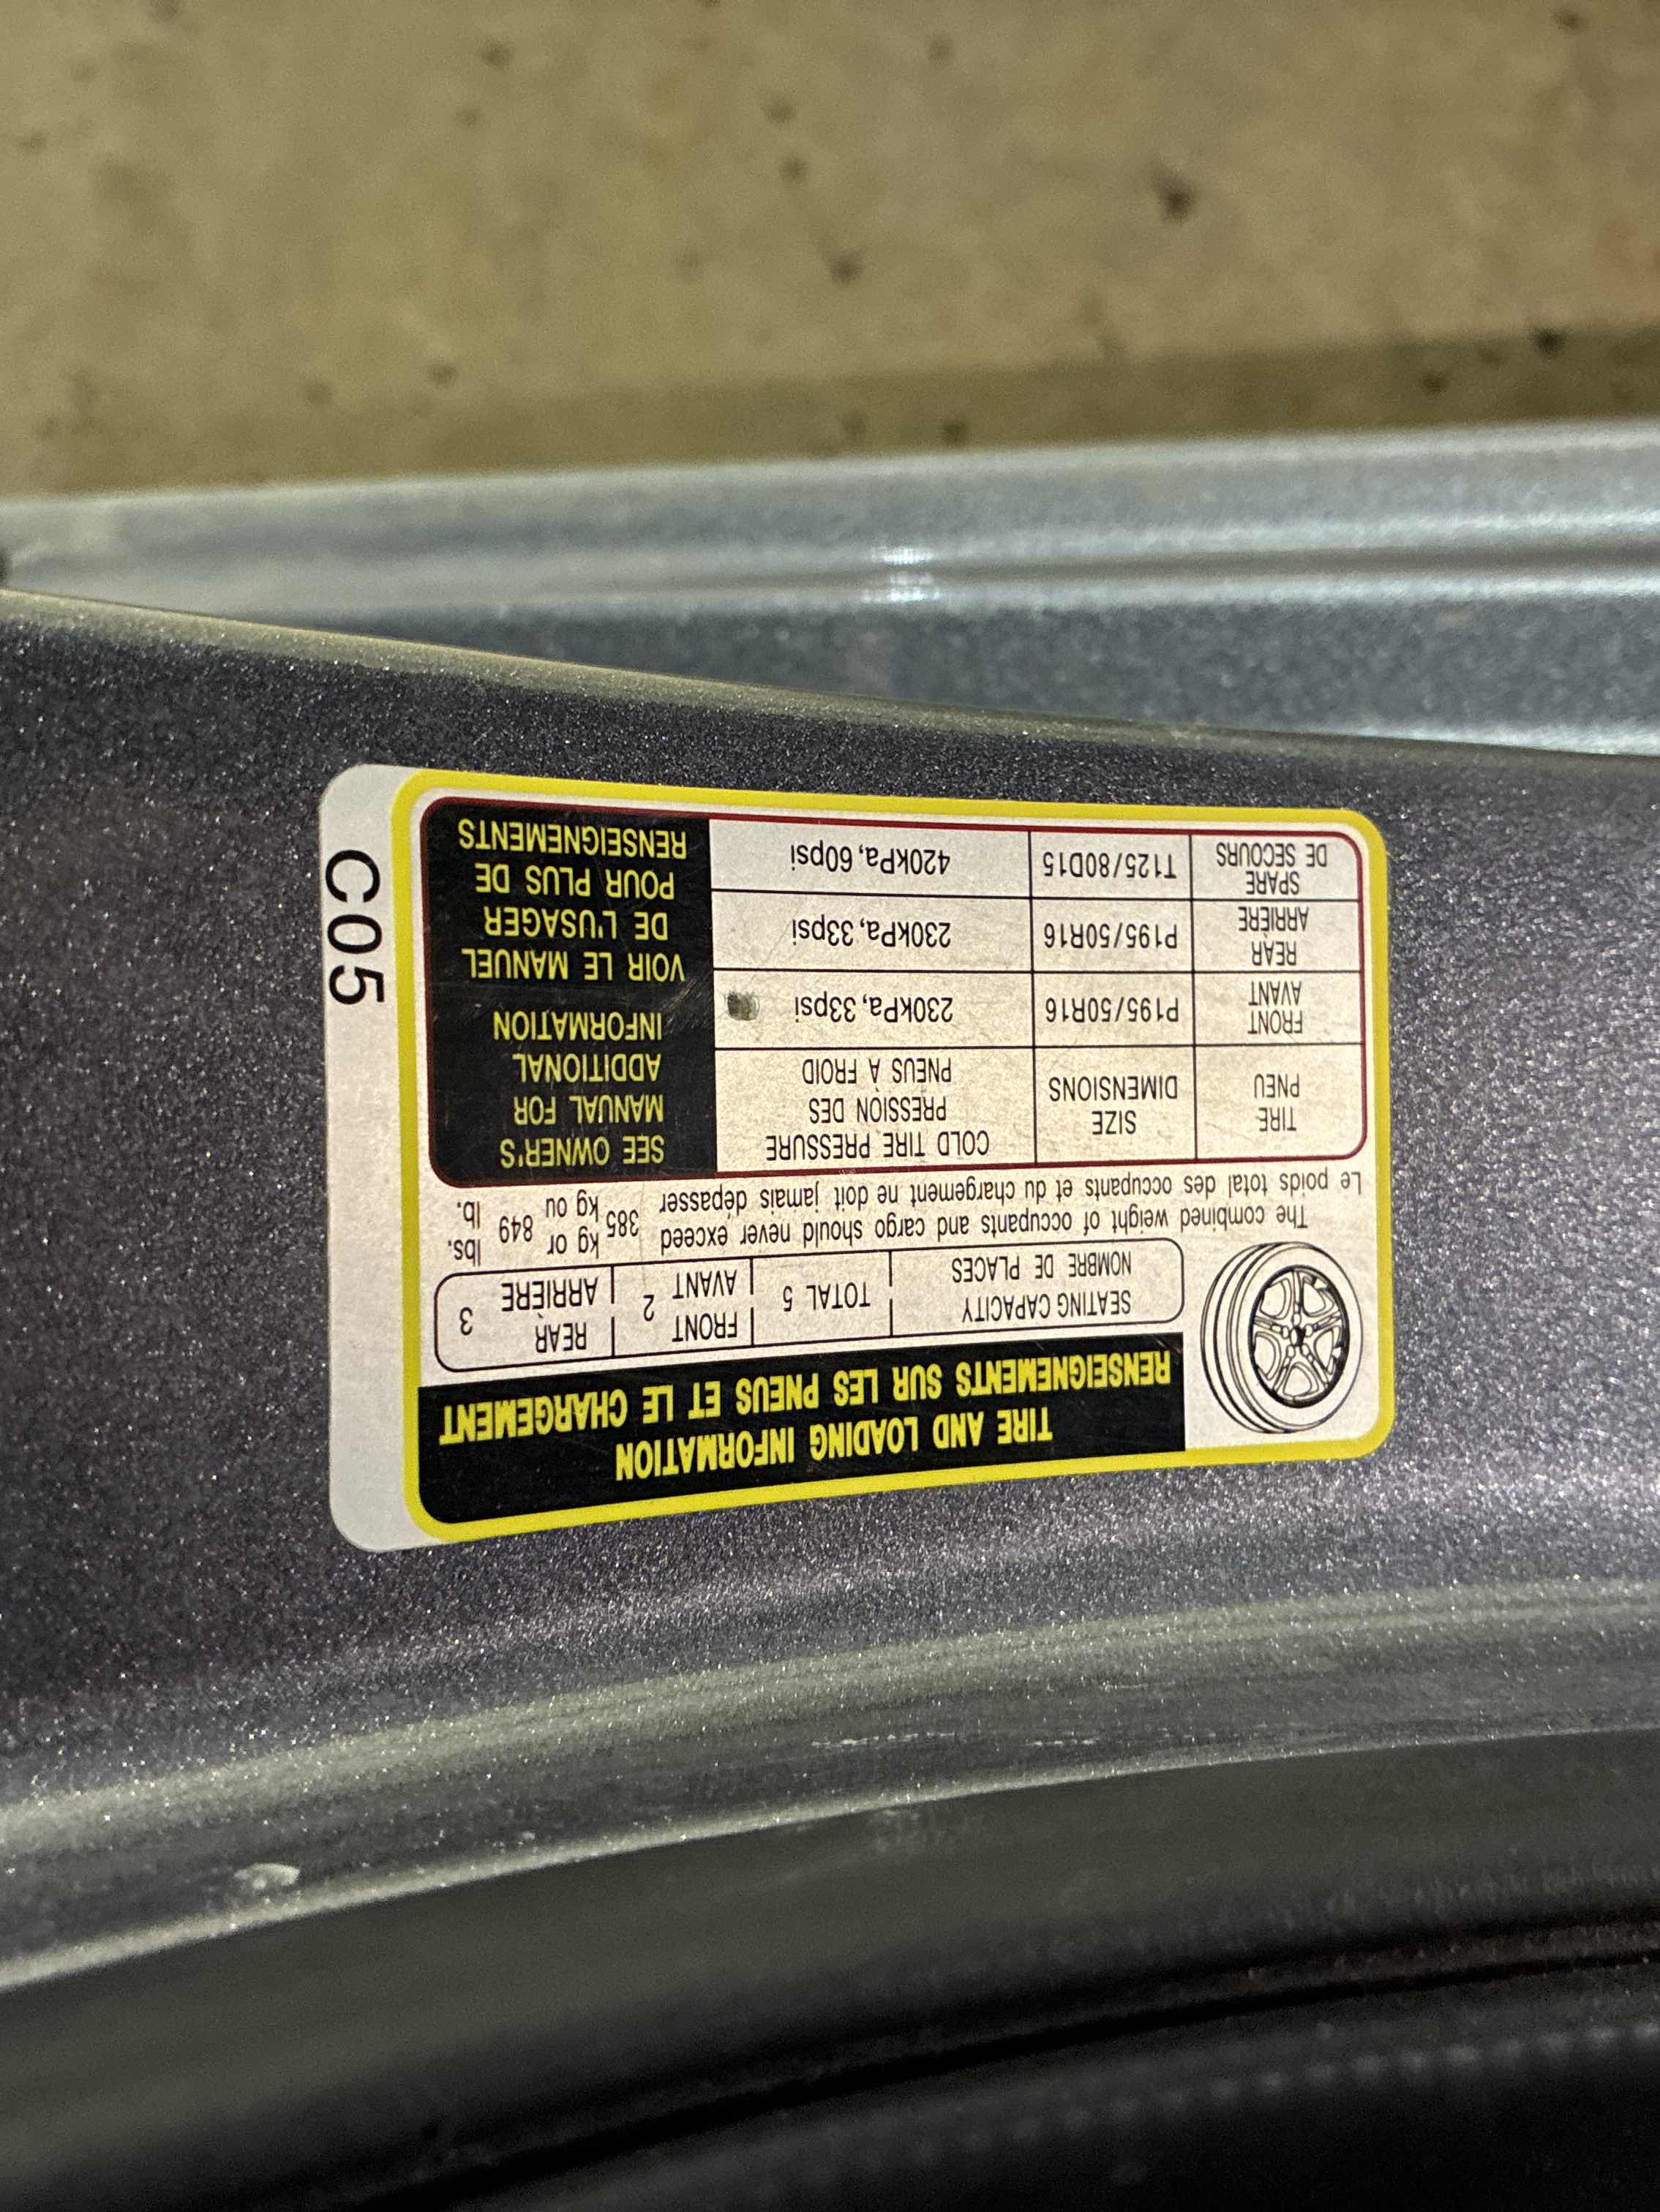 TIRE AND LOADING INFORMATION
RENSEIGNEMENTS SUR LES PNEUS ET LE CHARGEMENT
SEATING CAPACITY
NOMBRE DE PLACES
TOTAL 5
FRONT
AVANT
2
REAR
ARRIÈRE
3
The combined weight of occupants and cargo should never exceed 385 kg or 849 lbs.
Le poids total des occupants et du chargement ne doit jamais dépasser 385 kg ou 849 lb.
TIRE
PNEU
SIZE
DIMENSIONS
COLD TIRE PRESSURE
PRESSION DES
PNEUS À FROID
FRONT
AVANT
P195/50R16
230kPa, 33psi
REAR
ARRIÈRE
P195/50R16
230kPa, 33psi
SPARE
DE SECOURS
T125/80D15
420kPa, 60psi
SEE OWNER'S
MANUAL FOR
ADDITIONAL
INFORMATION
VOIR LE MANUEL
DE L'USAGER
POUR PLUS DE
RENSEIGNEMENTS
C05